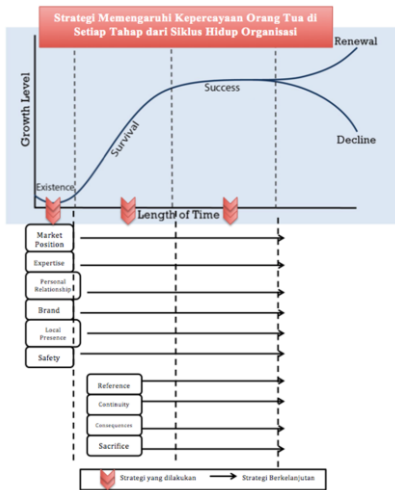 Strategi Memengaruhi Kepercayaan Orang Tua di
Setiap Tahap dari Siklus Hidup Organisasi
Renewal
Growth Level
Success
Survival
Decline
Existence
Length of Time
Market
Position
Expertise
Personal
Relationship
Brand
Local
Presence
Safety
Reference
Continuity
Consequences
Sacrifice
Strategi yang dilakukan
Strategi Berkelanjutan